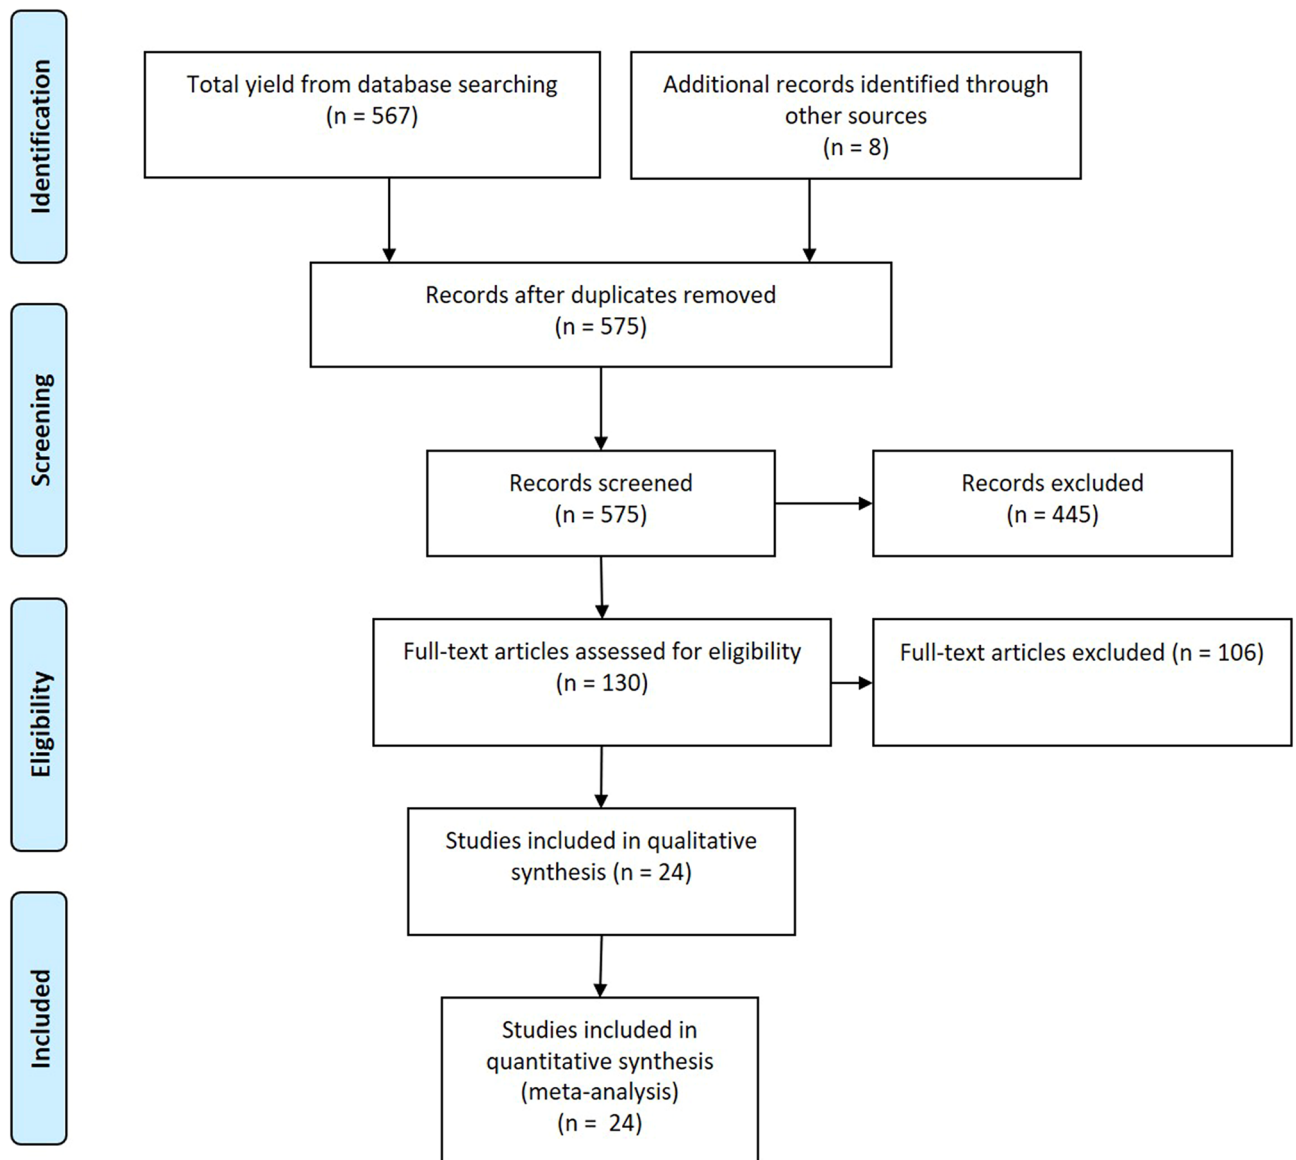 Identification
Total yield from database searching
(n = 567)
Additional records identified through
other sources
(n = 8)
Records after duplicates removed
(n = 575)
Screening
Records screened
(n = 575)
Records excluded
(n = 445)
Eligibility
Full-text articles assessed for eligibility
(n = 130)
Full-text articles excluded (n = 106)
Studies included in qualitative
synthesis (n = 24)
Included
Studies included in
quantitative synthesis
(meta-analysis)
(n =  24)